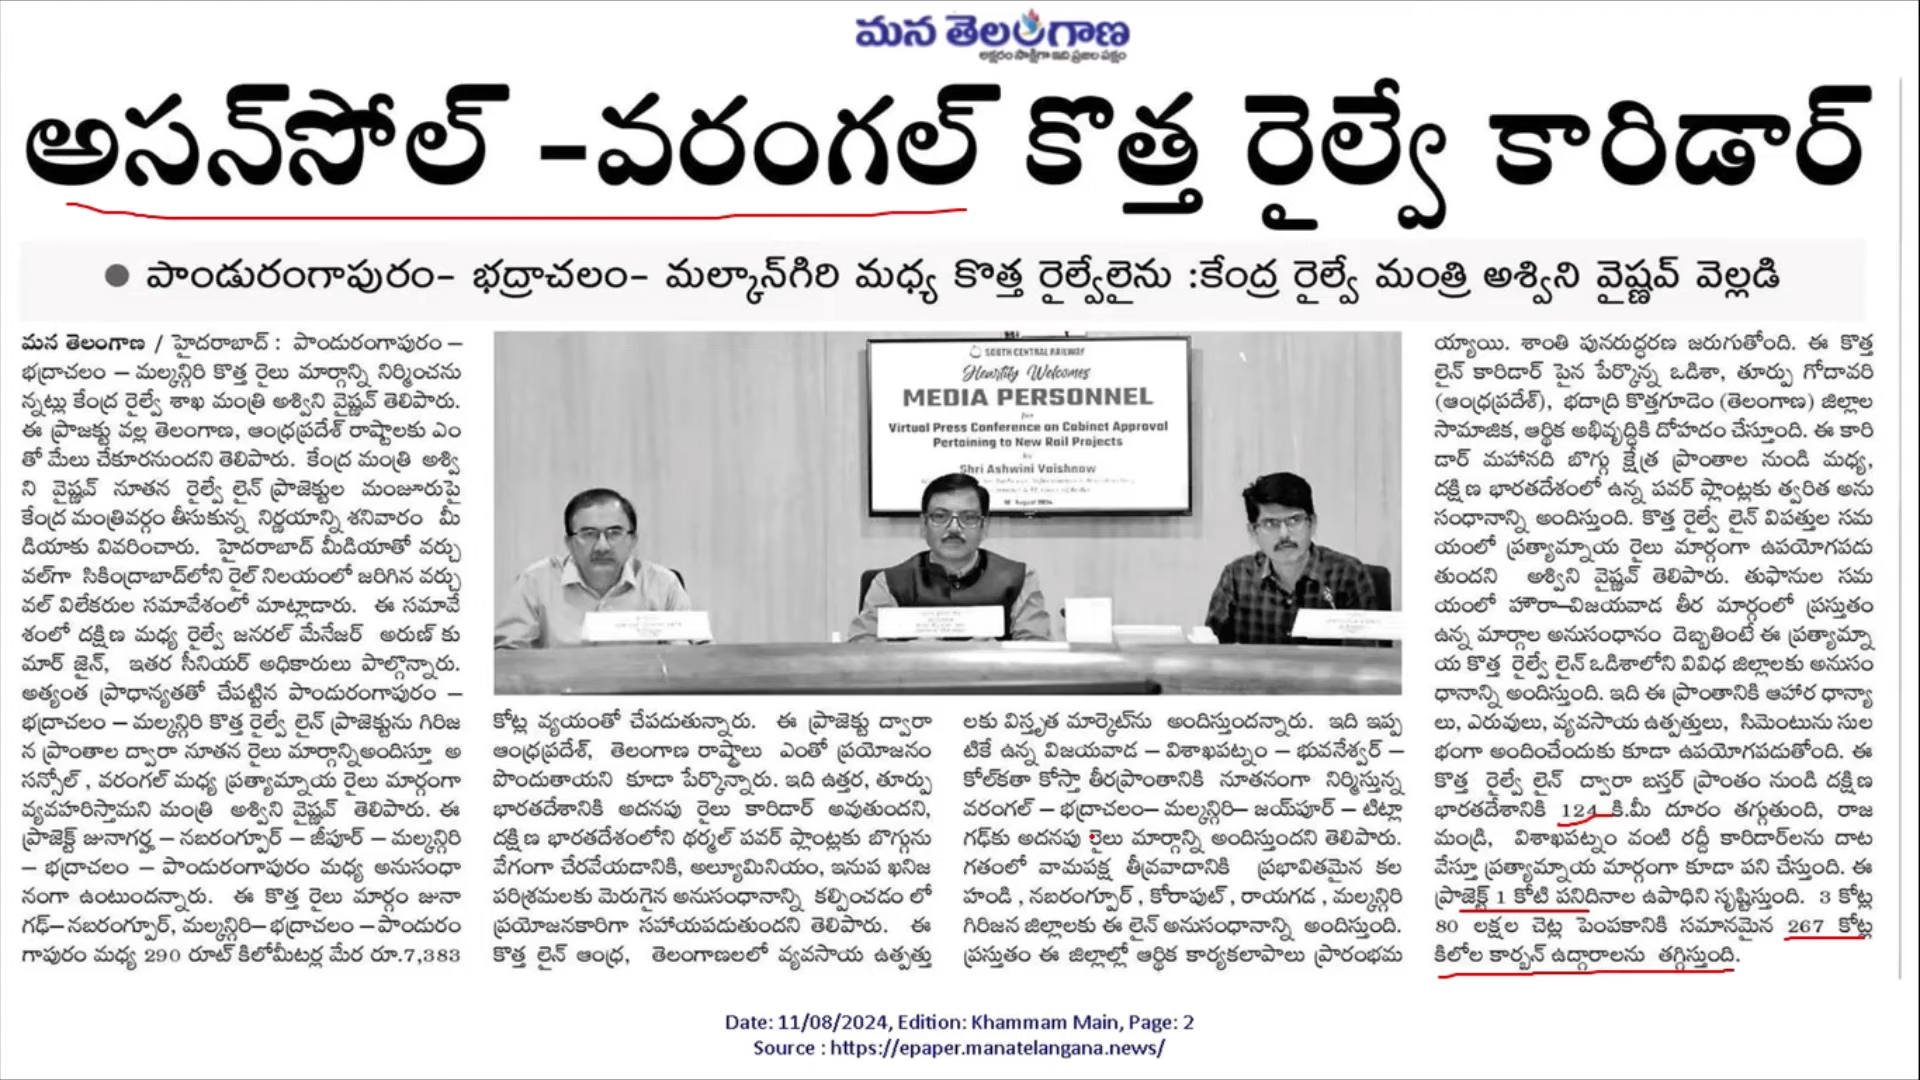 మన తెలంగాణ
అక్షరం సాక్షిగా ఇది ప్రజల పక్షం
అసన్‌సోల్ -వరంగల్ కొత్త రైల్వే కారిడార్
● పాండురంగాపురం- భద్రాచలం- మల్కాన్‌గిరి మధ్య కొత్త రైల్వేలైను :కేంద్ర రైల్వే మంత్రి అశ్విని వైష్ణవ్ వెల్లడి
మన తెలంగాణ / హైదరాబాద్ : పాండురంగాపురం –
భద్రాచలం – మల్కన్గిరి కొత్త రైలు మార్గాన్ని నిర్మించను
న్నట్లు కేంద్ర రైల్వే శాఖ మంత్రి అశ్విని వైష్ణవ్ తెలిపారు.
ఈ ప్రాజక్టు వల్ల తెలంగాణ, ఆంధ్రప్రదేశ్ రాష్ట్రాలకు ఎం
తో మేలు చేకూరనుందని తెలిపారు. కేంద్ర మంత్రి అశ్వి
ని వైష్ణవ్ నూతన రైల్వే లైన్ ప్రాజెక్టుల మంజూరుపై
కేంద్ర మంత్రివర్గం తీసుకున్న నిర్ణయాన్ని శనివారం మీ
డియాకు వివరించారు. హైదరాబాద్ మీడియాతో వర్చు
వల్‌గా సికింద్రాబాద్‌లోని రైల్ నిలయంలో జరిగిన వర్చు
వల్ విలేకరుల సమావేశంలో మాట్లాడారు. ఈ సమావే
శంలో దక్షిణ మధ్య రైల్వే జనరల్ మేనేజర్ అరుణ్ కు
మార్ జైన్, ఇతర సీనియర్ అధికారులు పాల్గొన్నారు.
అత్యంత ప్రాధాన్యతతో చేపట్టిన పాండురంగాపురం –
భద్రాచలం – మల్కన్గిరి కొత్త రైల్వే లైన్ ప్రాజెక్టును గిరిజ
న ప్రాంతాల ద్వారా నూతన రైలు మార్గాన్నిఅందిస్తూ అ
సన్సోల్ , వరంగల్ మధ్య ప్రత్యామ్నాయ రైలు మార్గంగా
వ్యవహరిస్తామని మంత్రి అశ్విని వైష్ణవ్ తెలిపారు. ఈ
ప్రాజెక్ట్ జునాగర్హ – నబరంగ్పూర్ – జీపూర్ – మల్కన్గిరి
– భద్రాచలం – పాండురంగాపురం మధ్య అనుసంధా
నంగా ఉంటుందన్నారు. ఈ కొత్త రైలు మార్గం జునా
గఢ్– నబరంగ్పూర్, మల్కన్గిరి– భద్రాచలం – పాండురం
గాపురం మధ్య 290 రూట్ కిలోమీటర్ల మేర రూ.7,383
SOUTH CENTRAL RAILWAY
Heartily Welcomes
MEDIA PERSONNEL
for
Virtual Press Conference on Cabinet Approval
Pertaining to New Rail Projects
by
Shri Ashwini Vaishnaw
కోట్ల వ్యయంతో చేపడుతున్నారు. ఈ ప్రాజెక్టు ద్వారా
ఆంధ్రప్రదేశ్, తెలంగాణ రాష్ట్రాలు ఎంతో ప్రయోజనం
పొందుతాయని కూడా పేర్కొన్నారు. ఇది ఉత్తర, తూర్పు
భారతదేశానికి అదనపు రైలు కారిడార్ అవుతుందని,
దక్షిణ భారతదేశంలోని థర్మల్ పవర్ ప్లాంట్లకు బొగ్గును
వేగంగా చేరవేయడానికి, అల్యూమినియం, ఇనుప ఖనిజ
పరిశ్రమలకు మెరుగైన అనుసంధానాన్ని కల్పించడం లో
ప్రయోజనకారిగా సహాయపడుతుందని తెలిపారు. ఈ
కొత్త లైన్ ఆంధ్ర, తెలంగాణలలో వ్యవసాయ ఉత్పత్తు
లకు విస్తృత మార్కెట్‌ను అందిస్తుందన్నారు. ఇది ఇప్ప
టికే ఉన్న విజయవాడ – విశాఖపట్నం – భువనేశ్వర్ –
కోల్‌కతా కోస్తా తీరప్రాంతానికి నూతనంగా నిర్మిస్తున్న
వరంగల్ – భద్రాచలం– మల్కన్గిరి– జయ్‌పూర్ – టిట్లా
గఢ్‌కు అదనపు రైలు మార్గాన్ని అందిస్తుందని తెలిపారు.
గతంలో వామపక్ష తీవ్రవాదానికి ప్రభావితమైన కల
హండి , నబరంగ్పూర్ , కోరాపుట్ , రాయగడ , మల్కన్గిరి
గిరిజన జిల్లాలకు ఈ లైన్ అనుసంధానాన్ని అందిస్తుంది.
ప్రస్తుతం ఈ జిల్లాల్లో ఆర్థిక కార్యకలాపాలు ప్రారంభమ
య్యాయి. శాంతి పునరుద్ధరణ జరుగుతోంది. ఈ కొత్త
లైన్ కారిడార్ పైన పేర్కొన్న ఒడిశా, తూర్పు గోదావరి
(ఆంధ్రప్రదేశ్), భదాద్రి కొత్తగూడెం (తెలంగాణ) జిల్లాల
సామాజిక, ఆర్థిక అభివృద్ధికి దోహదం చేస్తూంది. ఈ కారి
డార్ మహానది బొగ్గు క్షేత్ర ప్రాంతాల నుండి మధ్య,
దక్షిణ భారతదేశంలో ఉన్న పవర్ ప్లాంట్లకు త్వరిత అను
సంధానాన్ని అందిస్తుంది. కొత్త రైల్వే లైన్ విపత్తుల సమ
యంలో ప్రత్యామ్నాయ రైలు మార్గంగా ఉపయోగపడు
తుందని అశ్విని వైష్ణవ్ తెలిపారు. తుఫానుల సమ
యంలో హౌరా–విజయవాడ తీర మార్గంలో ప్రస్తుతం
ఉన్న మార్గాల అనుసంధానం దెబ్బతింటే ఈ ప్రత్యామ్నా
య కొత్త రైల్వే లైన్ ఒడిశాలోని వివిధ జిల్లాలకు అనుసం
ధానాన్ని అందిస్తుంది. ఇది ఈ ప్రాంతానికి ఆహార ధాన్యా
లు, ఎరువులు, వ్యవసాయ ఉత్పత్తులు, సిమెంటును సుల
భంగా అందించేందుకు కూడా ఉపయోగపడుతోంది. ఈ
కొత్త రైల్వే లైన్ ద్వారా బస్తర్ ప్రాంతం నుండి దక్షిణ
భారతదేశానికి 124 కి.మీ దూరం తగ్గుతుంది, రాజ
మండ్రి, విశాఖపట్నం వంటి రద్దీ కారిడార్‌లను దాట
వేస్తూ ప్రత్యామ్నాయ మార్గంగా కూడా పని చేస్తుంది. ఈ
ప్రాజెక్ట్ 1 కోటి పనిదినాల ఉపాధిని సృష్టిస్తుంది. 3 కోట్ల
80 లక్షల చెట్ల పెంపకానికి సమానమైన 267 కోట్ల
కిలోల కార్బన్ ఉద్గారాలను తగ్గిస్తుంది.
Date: 11/08/2024, Edition: Khammam Main, Page: 2
Source : https://epaper.manatelangana.news/